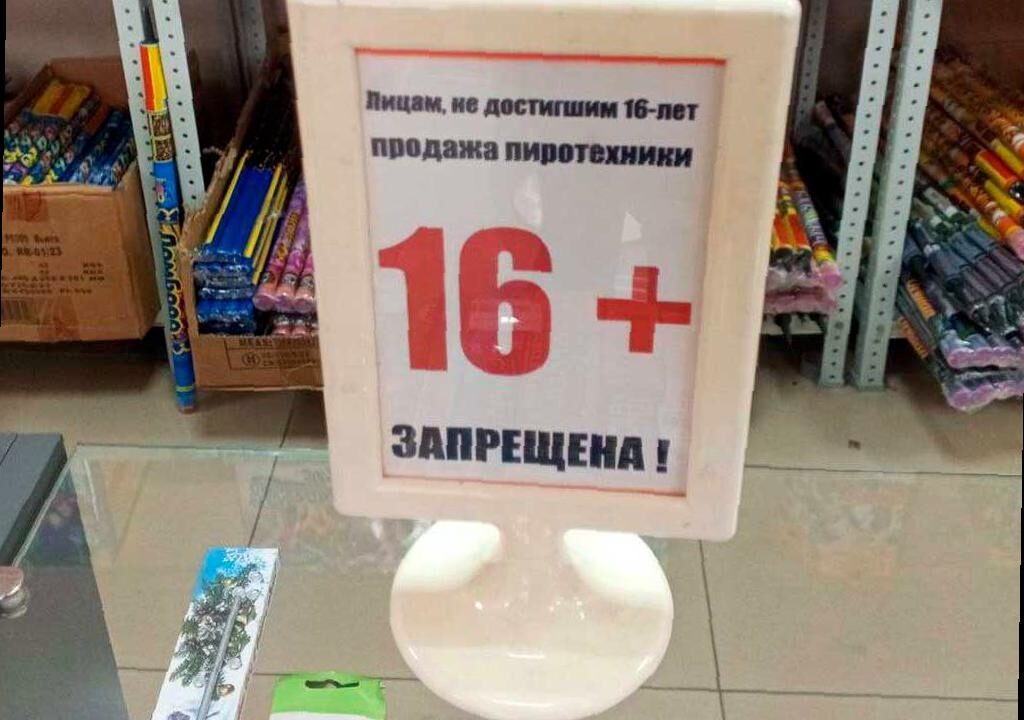 Лицам, не достигшим 16-лет
продажа пиротехники
16 +
ЗАПРЕЩЕНА !